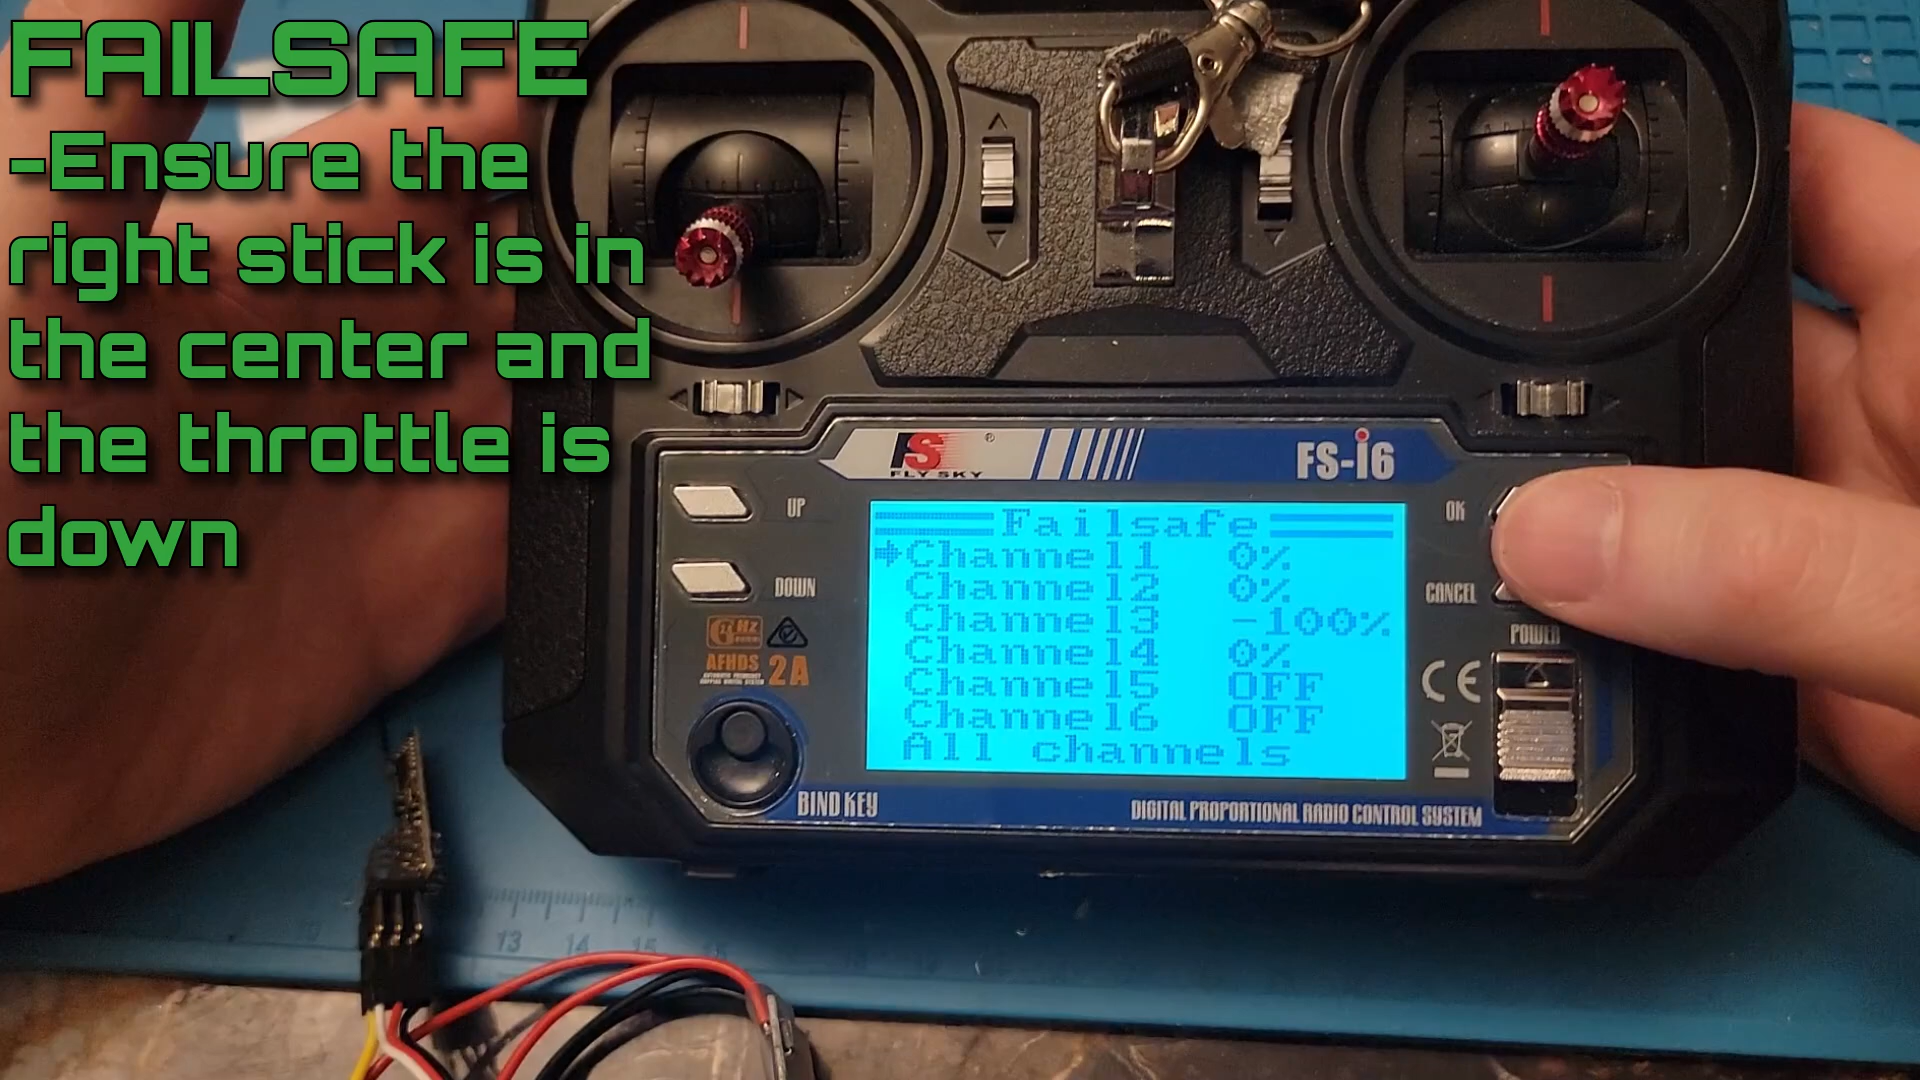 FAILSAFE
-Ensure the
right stick is in
the center and
the throttle is
down
FS
®
FLY SKY
FS-i6
UP
DOWN
OK
CANCEL
POWER
Failsafe
Channel1 0%
Channel2 0%
Channel3 -100%
Channel4 0%
Channel5 OFF
Channel6 OFF
All channels
GHz
AFHDS 2A
CE
BIND KEY
DIGITAL PROPORTIONAL RADIO CONTROL SYSTEM
13 14 15